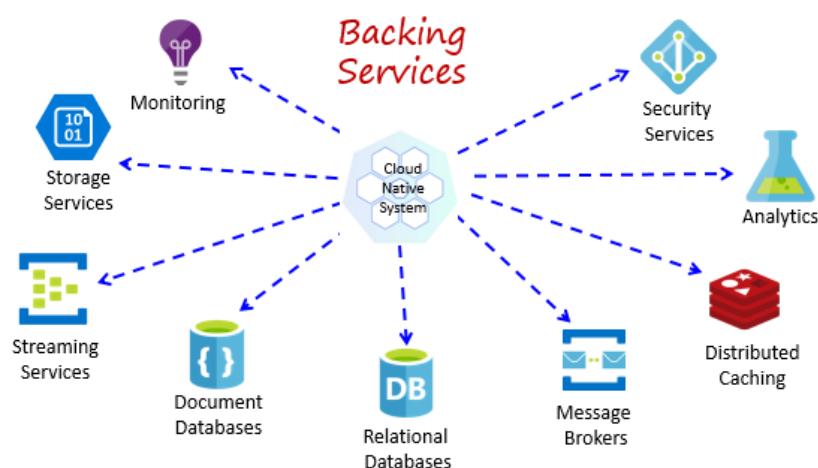 Backing
Services
Monitoring
Security
Services
10
01
Storage
Services
Cloud
Native
System
Analytics
Streaming
Services
{ }
Document
Databases
DB
Relational
Databases
Message
Brokers
Distributed
Caching